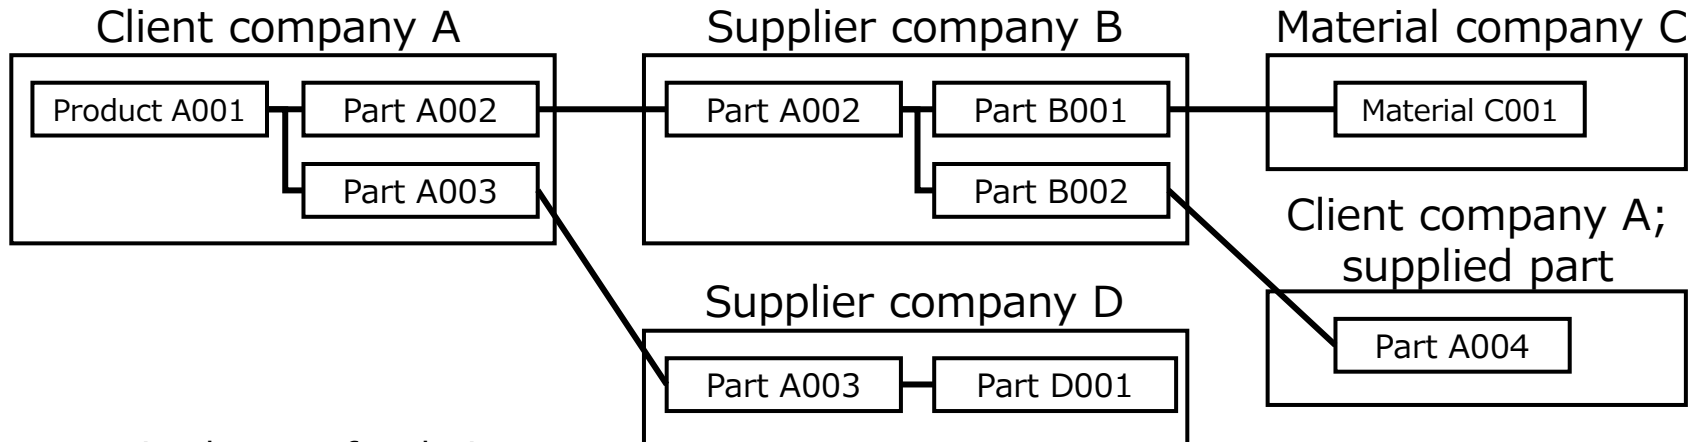 Client company A
Supplier company B
Material company C
Product A001
Part A002
Part A002
Part B001
Material C001
Part A003
Part B002
Client company A;
supplied part
Supplier company D
Part A004
Part A003
Part D001